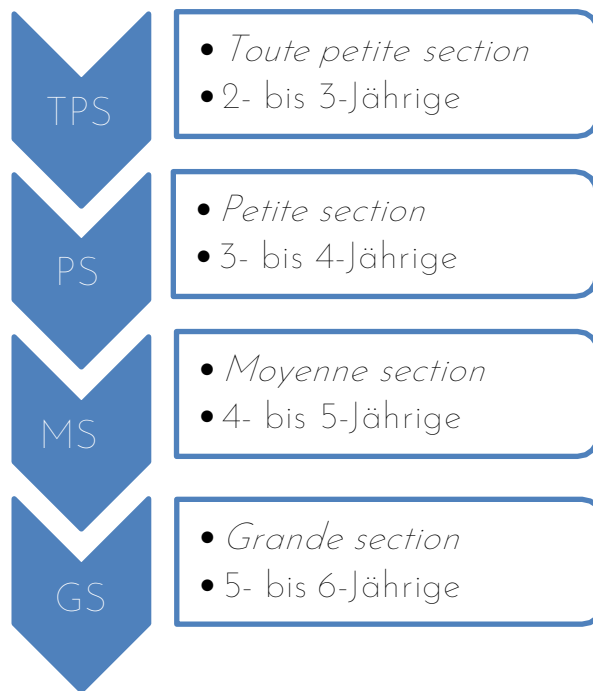 TPS
• Toute petite section
• 2- bis 3-Jährige
PS
• Petite section
• 3- bis 4-Jährige
MS
• Moyenne section
• 4- bis 5-Jährige
GS
• Grande section
• 5- bis 6-Jährige